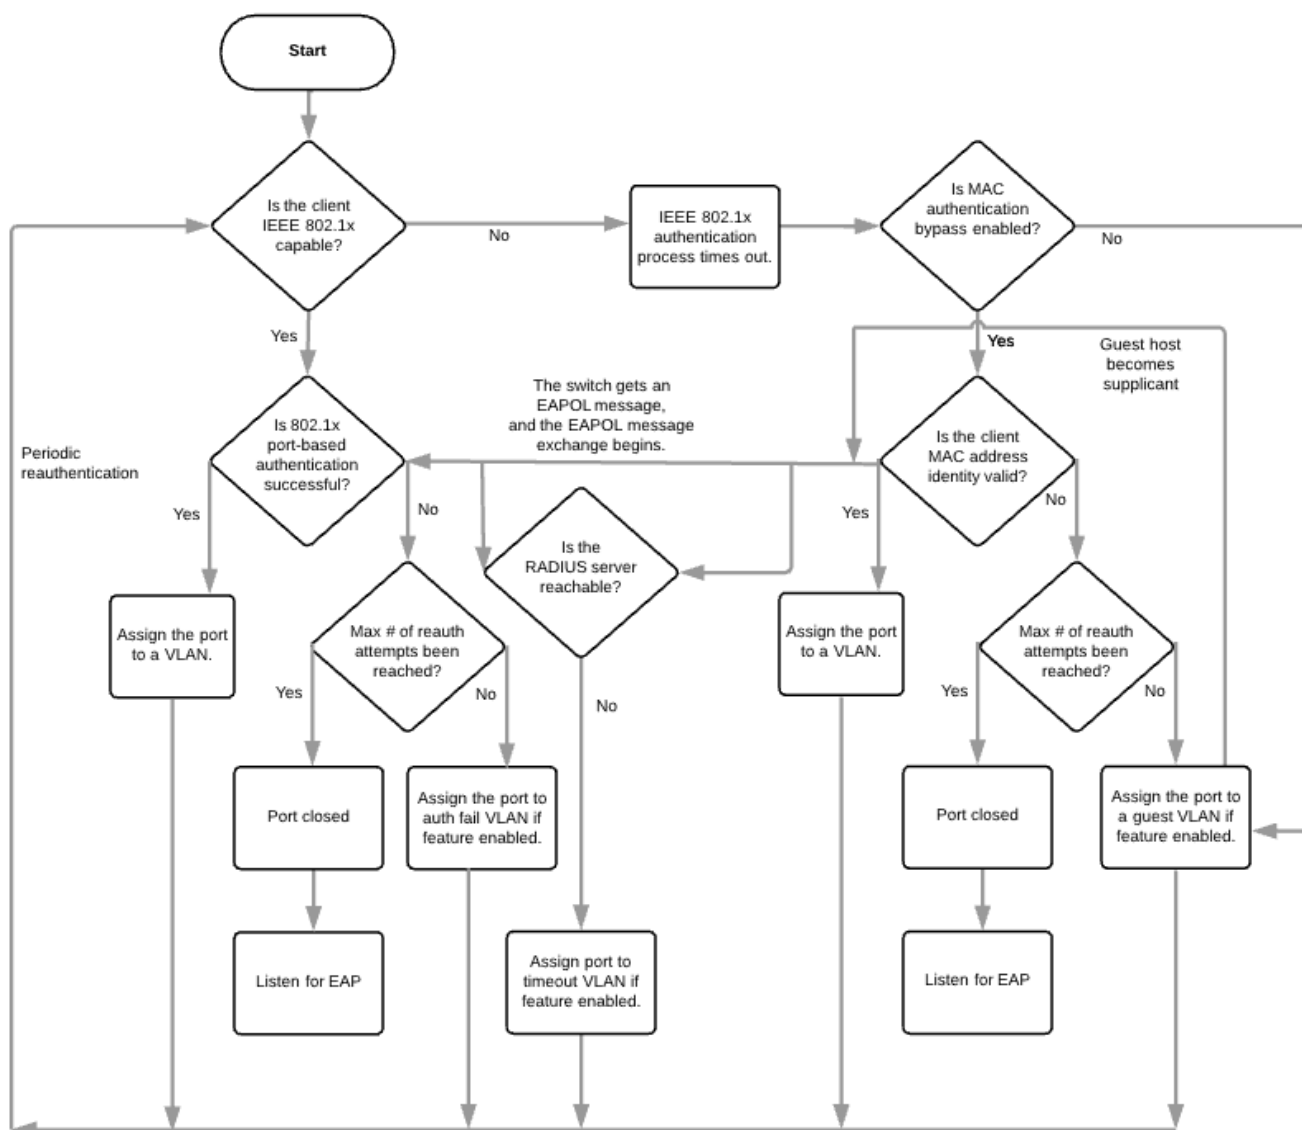 Start
Is the client
IEEE 802.1x
capable?
No
IEEE 802.1x
authentication
process times out.
Is MAC
authentication
bypass enabled?
No
Yes
Yes
Guest host
becomes
supplicant
The switch gets an
EAPOL message,
and the EAPOL message
exchange begins.
Periodic
reauthentication
Is 802.1x
port-based
authentication
successful?
Is the client
MAC address
identity valid?
Yes
No
Yes
No
Is the
RADIUS server
reachable?
Assign the port
to a VLAN.
Max # of reauth
attempts been
reached?
Assign the port
to a VLAN.
Max # of reauth
attempts been
reached?
Yes
No
No
Yes
No
Port closed
Assign the port to
auth fail VLAN if
feature enabled.
Port closed
Assign the port to
a guest VLAN if
feature enabled.
Listen for EAP
Assign port to
timeout VLAN if
feature enabled.
Listen for EAP